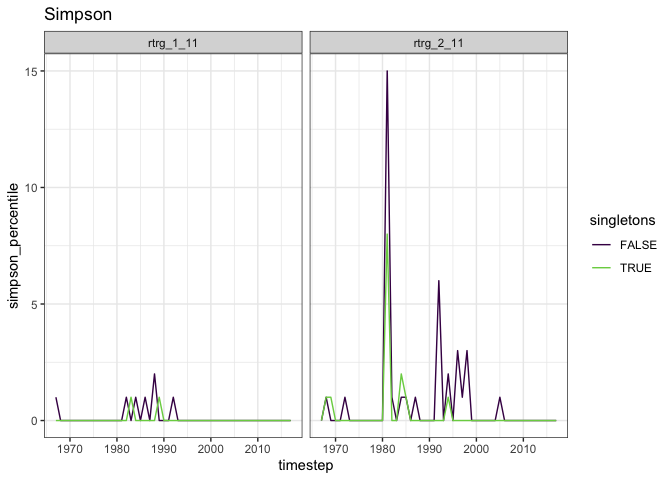 Simpson
rtrg_1_11 rtrg_2_11
15
10
5
0
simpson_percentile
1970 1980 1990 2000 2010 1970 1980 1990 2000 2010
timestep
singletons
FALSE
TRUE